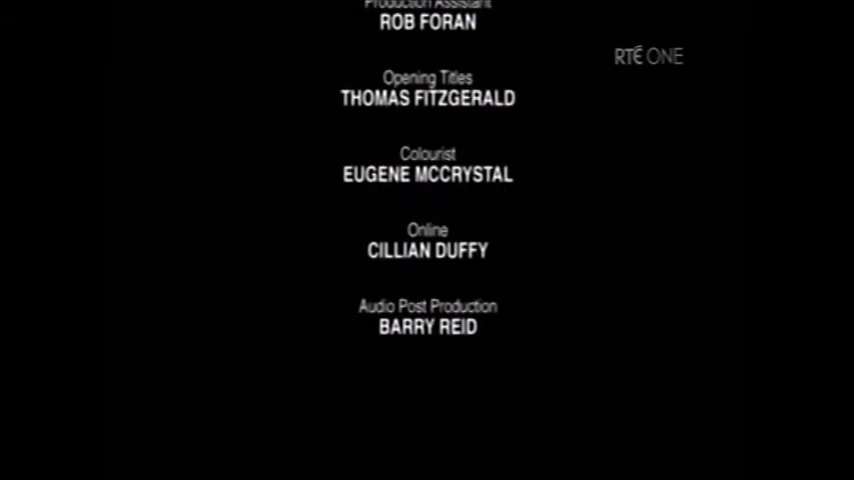 Production Assistant
ROB FORAN
RTÉ ONE
Opening Titles
THOMAS FITZGERALD
Colourist
EUGENE MCCRYSTAL
Online
CILLIAN DUFFY
Audio Post Production
BARRY REID